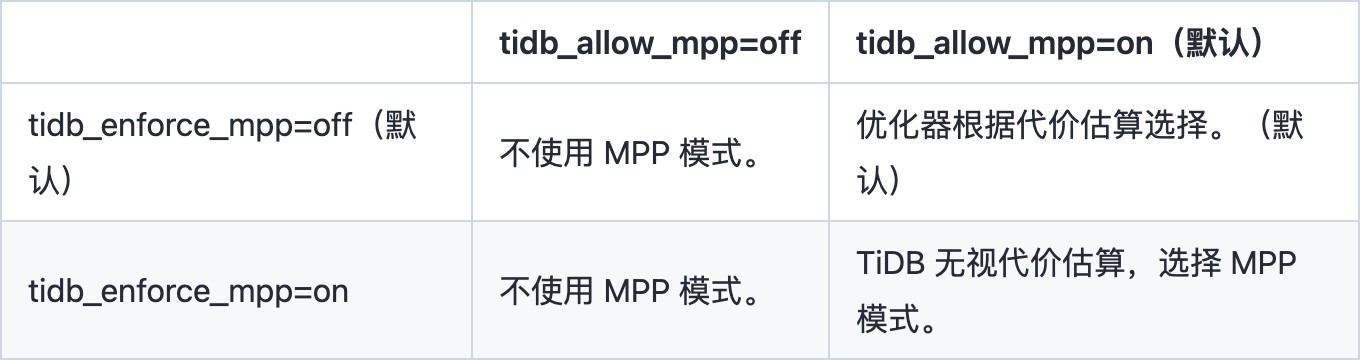 tidb_allow_mpp=off
tidb_allow_mpp=on（默认）
tidb_enforce_mpp=off（默
认）
不使用 MPP 模式。
优化器根据代价估算选择。（默
认）
tidb_enforce_mpp=on
不使用 MPP 模式。
TiDB 无视代价估算，选择 MPP
模式。